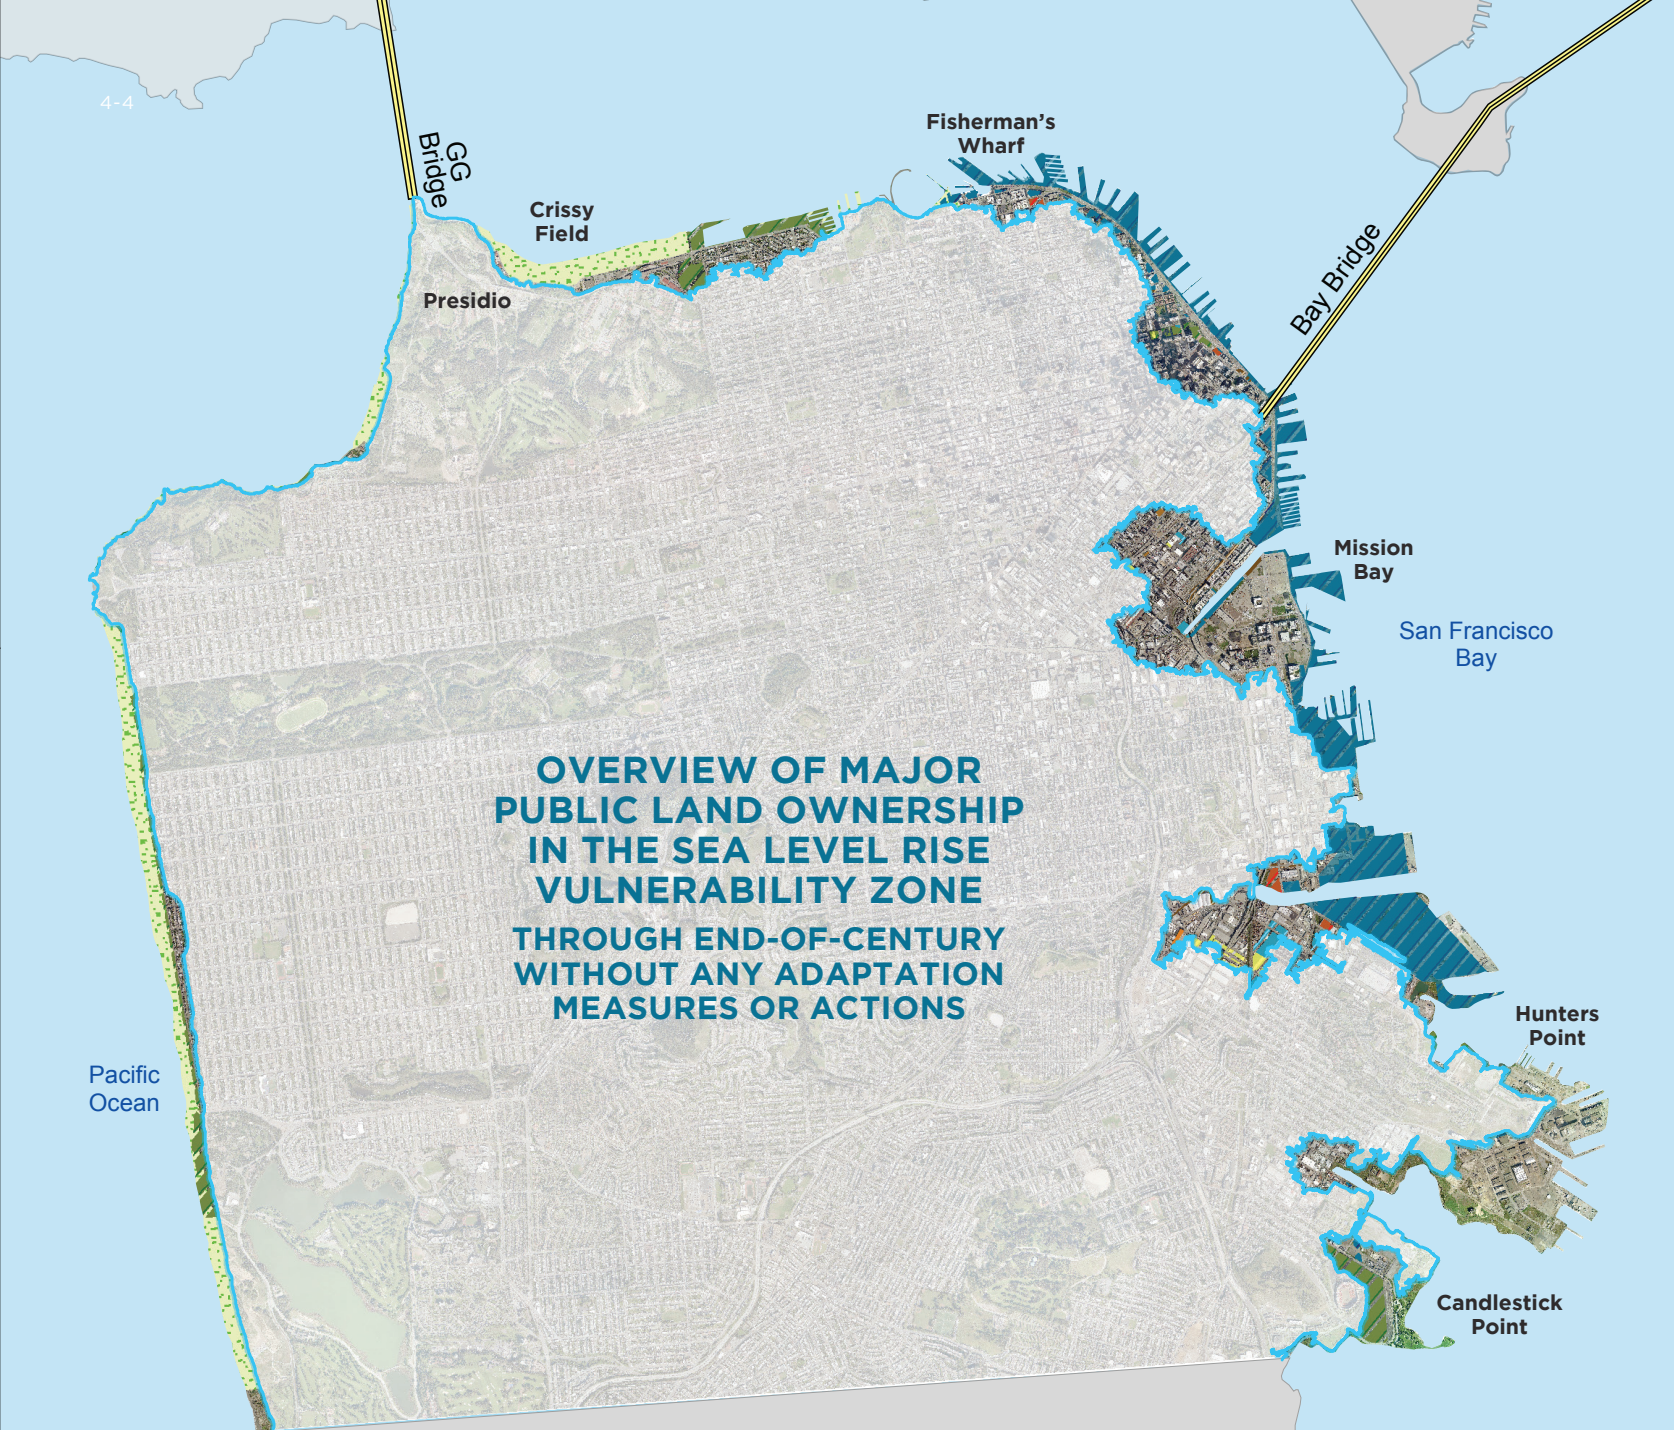 4-4
GG
Bridge
Fisherman's
Wharf
Crissy
Field
Presidio
Bay Bridge
Mission
Bay
San Francisco
Bay
OVERVIEW OF MAJOR
PUBLIC LAND OWNERSHIP
IN THE SEA LEVEL RISE
VULNERABILITY ZONE
THROUGH END-OF-CENTURY
WITHOUT ANY ADAPTATION
MEASURES OR ACTIONS
Hunters
Point
Pacific
Ocean
Candlestick
Point